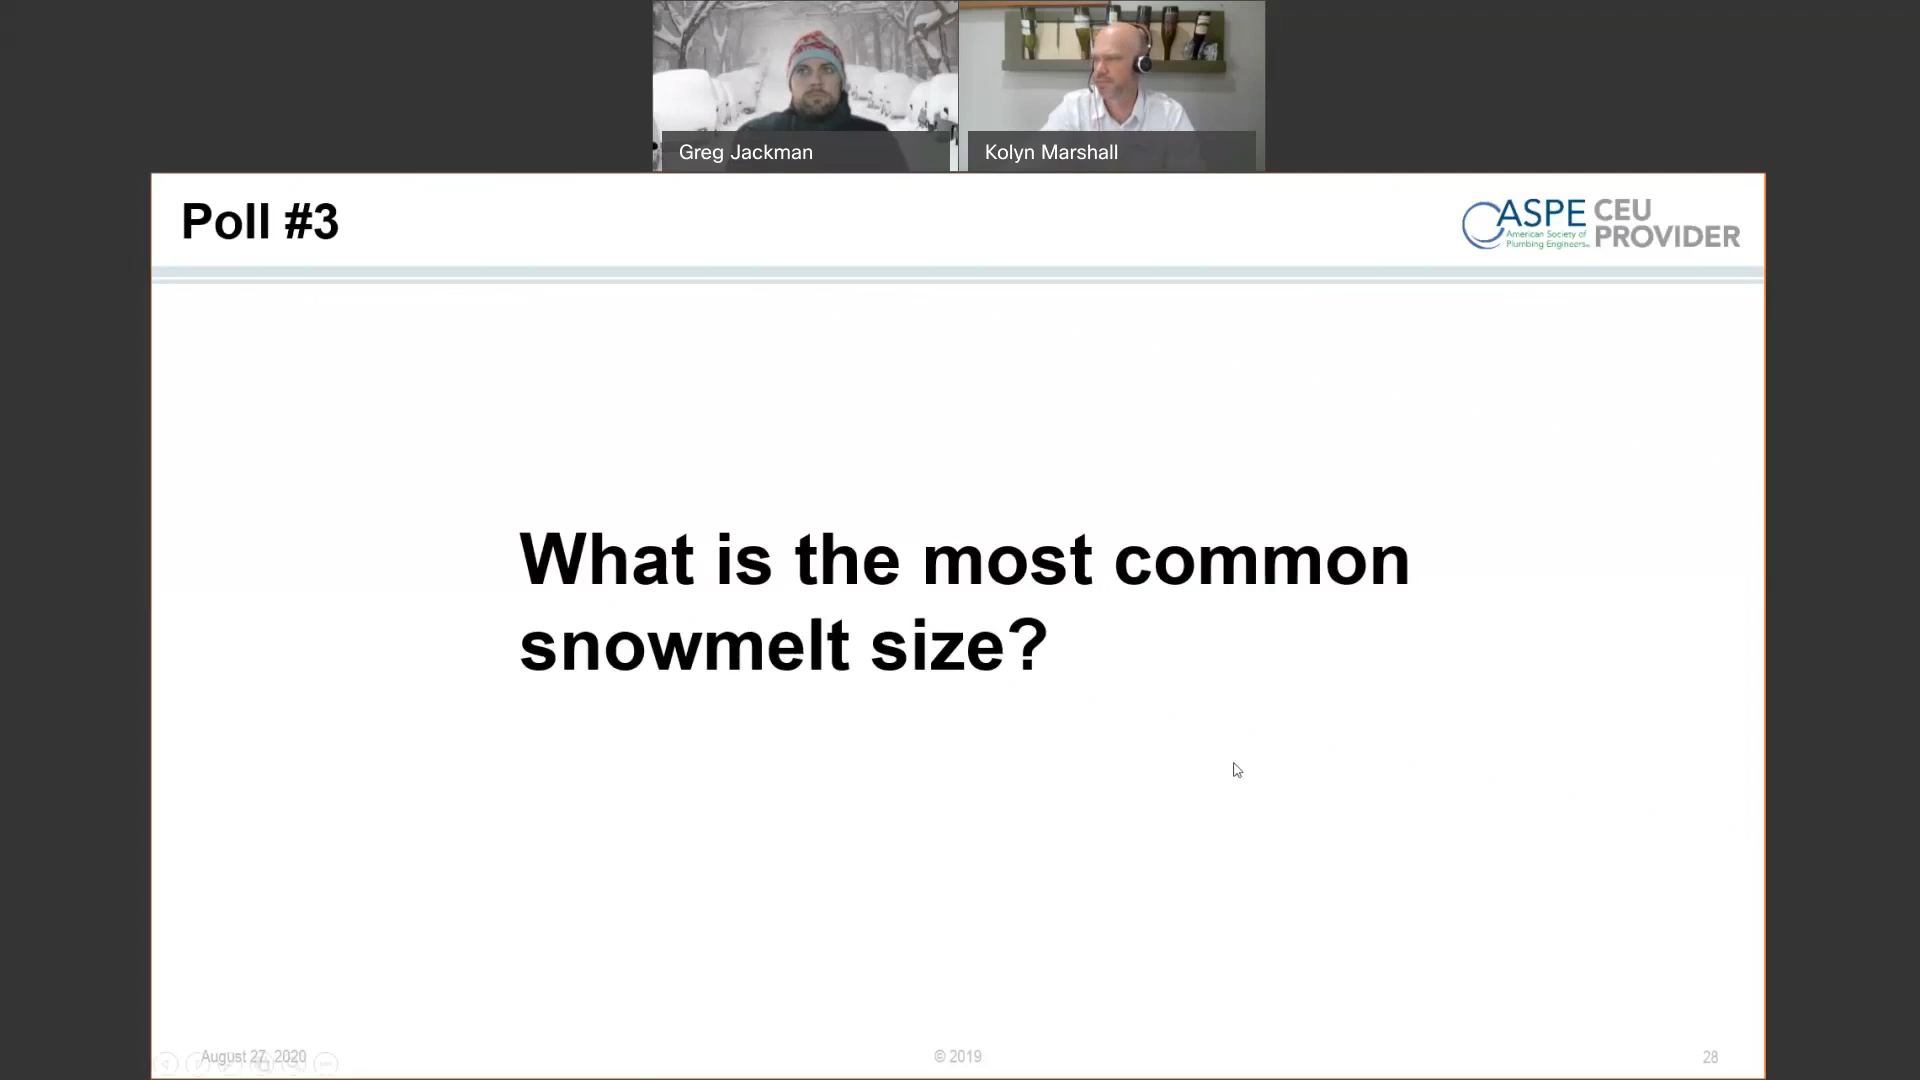 Greg Jackman
Kolyn Marshall
Poll #3
ASPE
American Society of
Plumbing Engineers
CEU
PROVIDER
What is the most common
snowmelt size?
August 27, 2020
© 2019
28